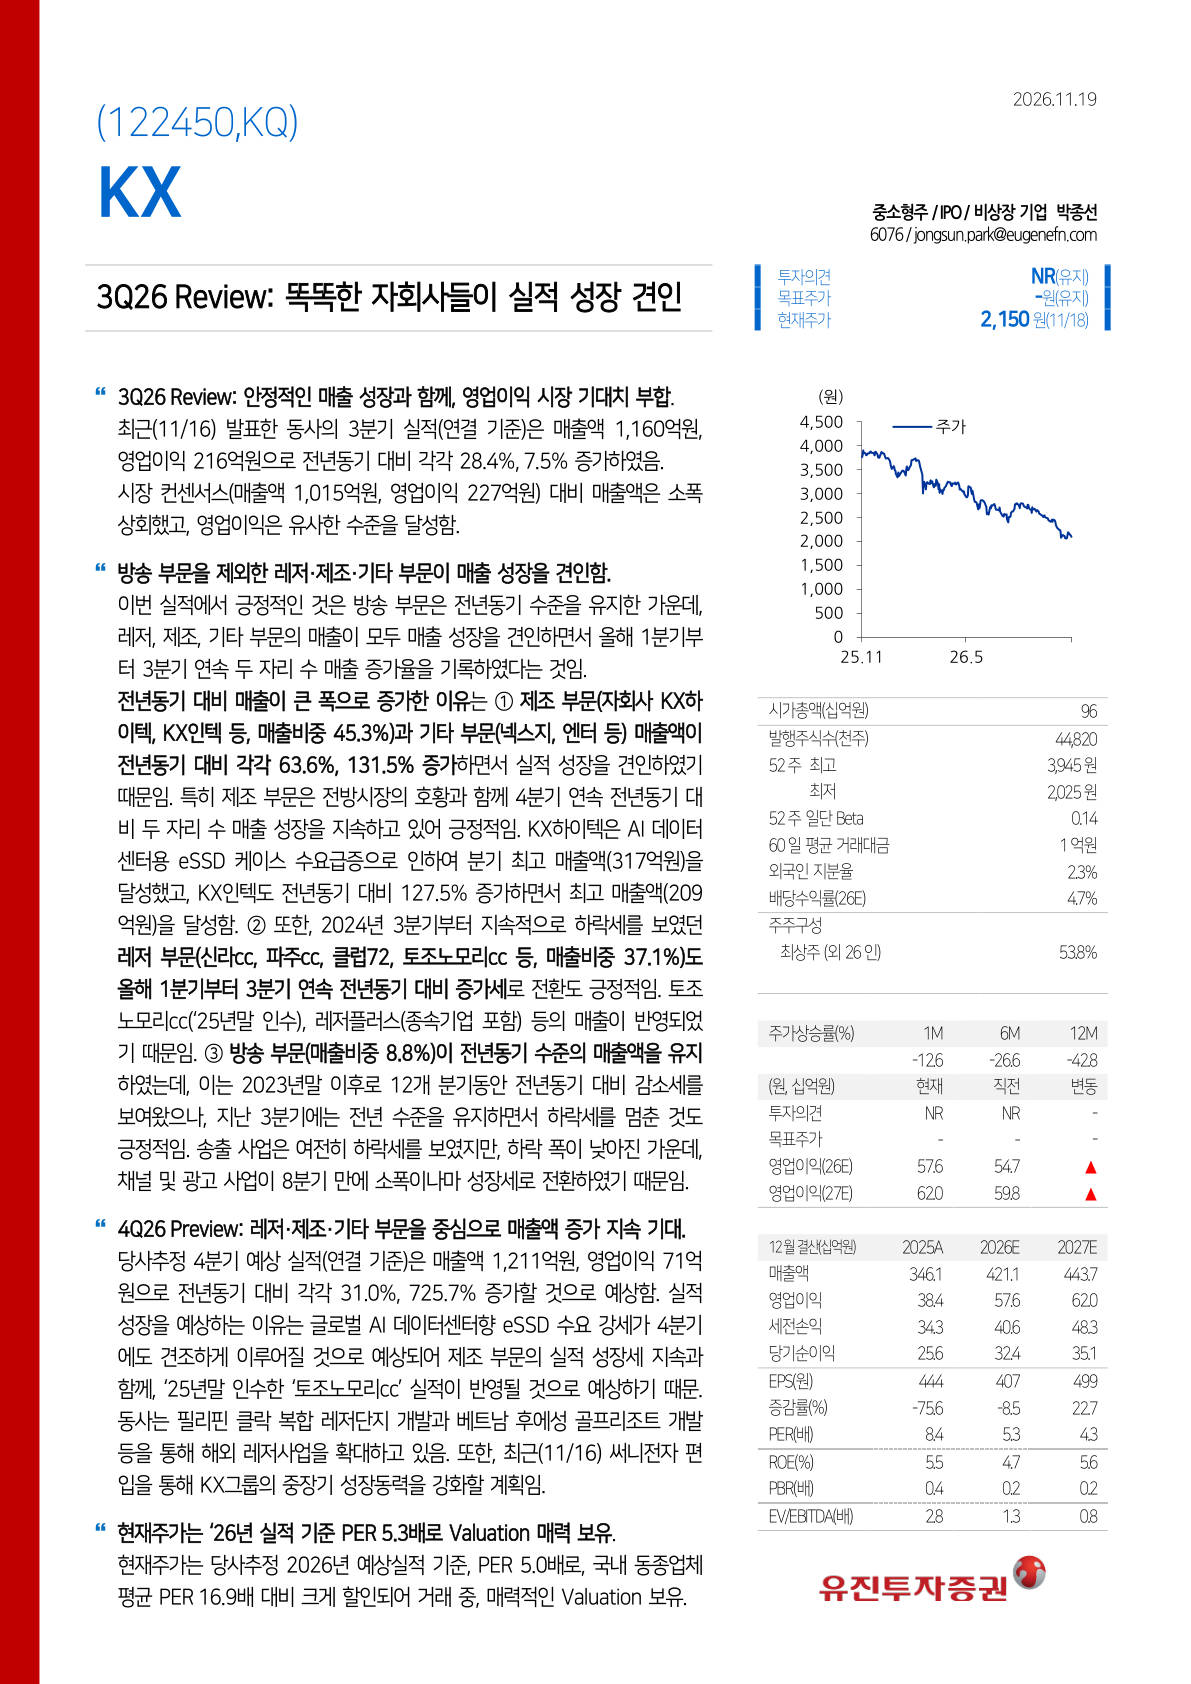 2026.11.19
(122450,KQ)
KX
중소형주 / IPO / 비상장 기업 박종선
6076 / jongsun.park@eugenefn.com
3Q26 Review: 똑똑한 자회사들이 실적 성장 견인
투자의견 NR(유지)
목표주가 -원(유지)
현재주가 2,150 원(11/18)
“ 3Q26 Review: 안정적인 매출 성장과 함께, 영업이익 시장 기대치 부합.
최근(11/16) 발표한 동사의 3분기 실적(연결 기준)은 매출액 1,160억원,
영업이익 216억원으로 전년동기 대비 각각 28.4%, 7.5% 증가하였음.
시장 컨센서스(매출액 1,015억원, 영업이익 227억원) 대비 매출액은 소폭
상회했고, 영업이익은 유사한 수준을 달성함.
“ 방송 부문을 제외한 레저·제조·기타 부문이 매출 성장을 견인함.
이번 실적에서 긍정적인 것은 방송 부문은 전년동기 수준을 유지한 가운데,
레저, 제조, 기타 부문의 매출이 모두 매출 성장을 견인하면서 올해 1분기부
터 3분기 연속 두 자리 수 매출 증가율을 기록하였다는 것임.
전년동기 대비 매출이 큰 폭으로 증가한 이유는 ① 제조 부문(자회사 KX하
이텍, KX인텍 등, 매출비중 45.3%)과 기타 부문(넥스지, 엔터 등) 매출액이
전년동기 대비 각각 63.6%, 131.5% 증가하면서 실적 성장을 견인하였기
때문임. 특히 제조 부문은 전방시장의 호황과 함께 4분기 연속 전년동기 대
비 두 자리 수 매출 성장을 지속하고 있어 긍정적임. KX하이텍은 AI 데이터
센터용 eSSD 케이스 수요급증으로 인하여 분기 최고 매출액(317억원)을
달성했고, KX인텍도 전년동기 대비 127.5% 증가하면서 최고 매출액(209
억원)을 달성함. ② 또한, 2024년 3분기부터 지속적으로 하락세를 보였던
레저 부문(신라cc, 파주cc, 클럽72, 토조노모리cc 등, 매출비중 37.1%)도
올해 1분기부터 3분기 연속 전년동기 대비 증가세로 전환도 긍정적임. 토조
노모리cc(‘25년말 인수), 레저플러스(종속기업 포함) 등의 매출이 반영되었
기 때문임. ③ 방송 부문(매출비중 8.8%)이 전년동기 수준의 매출액을 유지
하였는데, 이는 2023년말 이후로 12개 분기동안 전년동기 대비 감소세를
보여왔으나, 지난 3분기에는 전년 수준을 유지하면서 하락세를 멈춘 것도
긍정적임. 송출 사업은 여전히 하락세를 보였지만, 하락 폭이 낮아진 가운데,
채널 및 광고 사업이 8분기 만에 소폭이나마 성장세로 전환하였기 때문임.
“ 4Q26 Preview: 레저·제조·기타 부문을 중심으로 매출액 증가 지속 기대.
당사추정 4분기 예상 실적(연결 기준)은 매출액 1,211억원, 영업이익 71억
원으로 전년동기 대비 각각 31.0%, 725.7% 증가할 것으로 예상함. 실적
성장을 예상하는 이유는 글로벌 AI 데이터센터향 eSSD 수요 강세가 4분기
에도 견조하게 이루어질 것으로 예상되어 제조 부문의 실적 성장세 지속과
함께, ‘25년말 인수한 ‘토조노모리cc’ 실적이 반영될 것으로 예상하기 때문.
동사는 필리핀 클락 복합 레저단지 개발과 베트남 후에성 골프리조트 개발
등을 통해 해외 레저사업을 확대하고 있음. 또한, 최근(11/16) 써니전자 편
입을 통해 KX그룹의 중장기 성장동력을 강화할 계획임.
“ 현재주가는 ‘26년 실적 기준 PER 5.3배로 Valuation 매력 보유.
현재주가는 당사추정 2026년 예상실적 기준, PER 5.0배로, 국내 동종업체
평균 PER 16.9배 대비 크게 할인되어 거래 중, 매력적인 Valuation 보유.
(원)
주가
4,500
4,000
3,500
3,000
2,500
2,000
1,500
1,000
500
0
25.11 26.5
시가총액(십억원) 96
발행주식수(천주) 44,820
52 주 최고 3,945 원
최저 2,025 원
52 주 일단 Beta 0.14
60 일 평균 거래대금 1 억원
외국인 지분율 2.3%
배당수익률(26E) 4.7%
주주구성
최상주 (외 26 인) 53.8%
주가상승률(%) 1M 6M 12M
-12.6 -26.6 -42.8
(원, 십억원) 현재 직전 변동
투자의견 NR NR -
목표주가 - - -
영업이익(26E) 57.6 54.7 ▲
영업이익(27E) 62.0 59.8 ▲
12 월 결산(십억원) 2025A 2026E 2027E
매출액 346.1 421.1 443.7
영업이익 38.4 57.6 62.0
세전손익 34.3 40.6 48.3
당기순이익 25.6 32.4 35.1
EPS(원) 444 407 499
증감률(%) -75.6 -8.5 22.7
PER(배) 8.4 5.3 4.3
ROE(%) 5.5 4.7 5.6
PBR(배) 0.4 0.2 0.2
EV/EBITDA(배) 2.8 1.3 0.8
유진투자증권